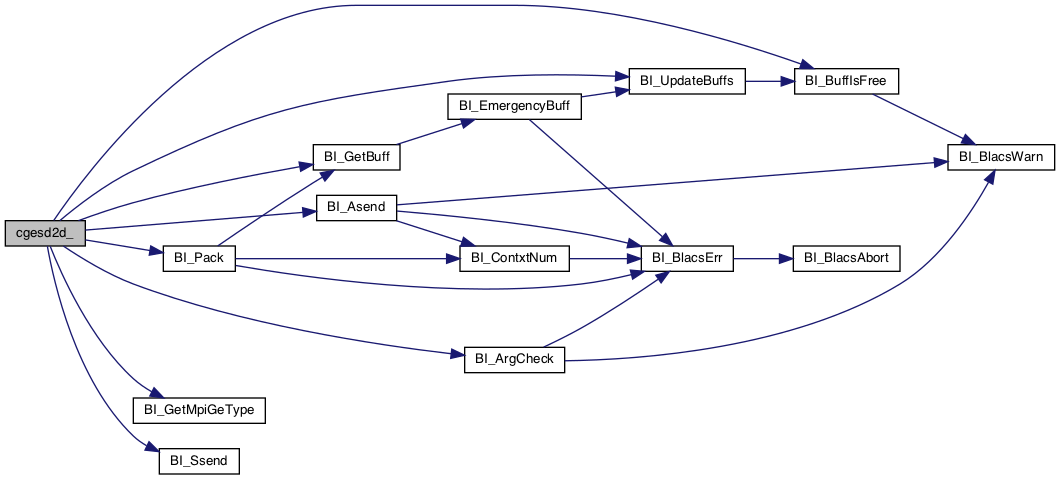 BI_UpdateBuffs
BI_BuffIsFree
BI_EmergencyBuff
BI_GetBuff
BI_BlacsWarn
BI_Asend
cgesd2d_
BI_Pack
BI_ContxtNum
BI_BlacsErr
BI_BlacsAbort
BI_ArgCheck
BI_GetMpiGeType
BI_Ssend